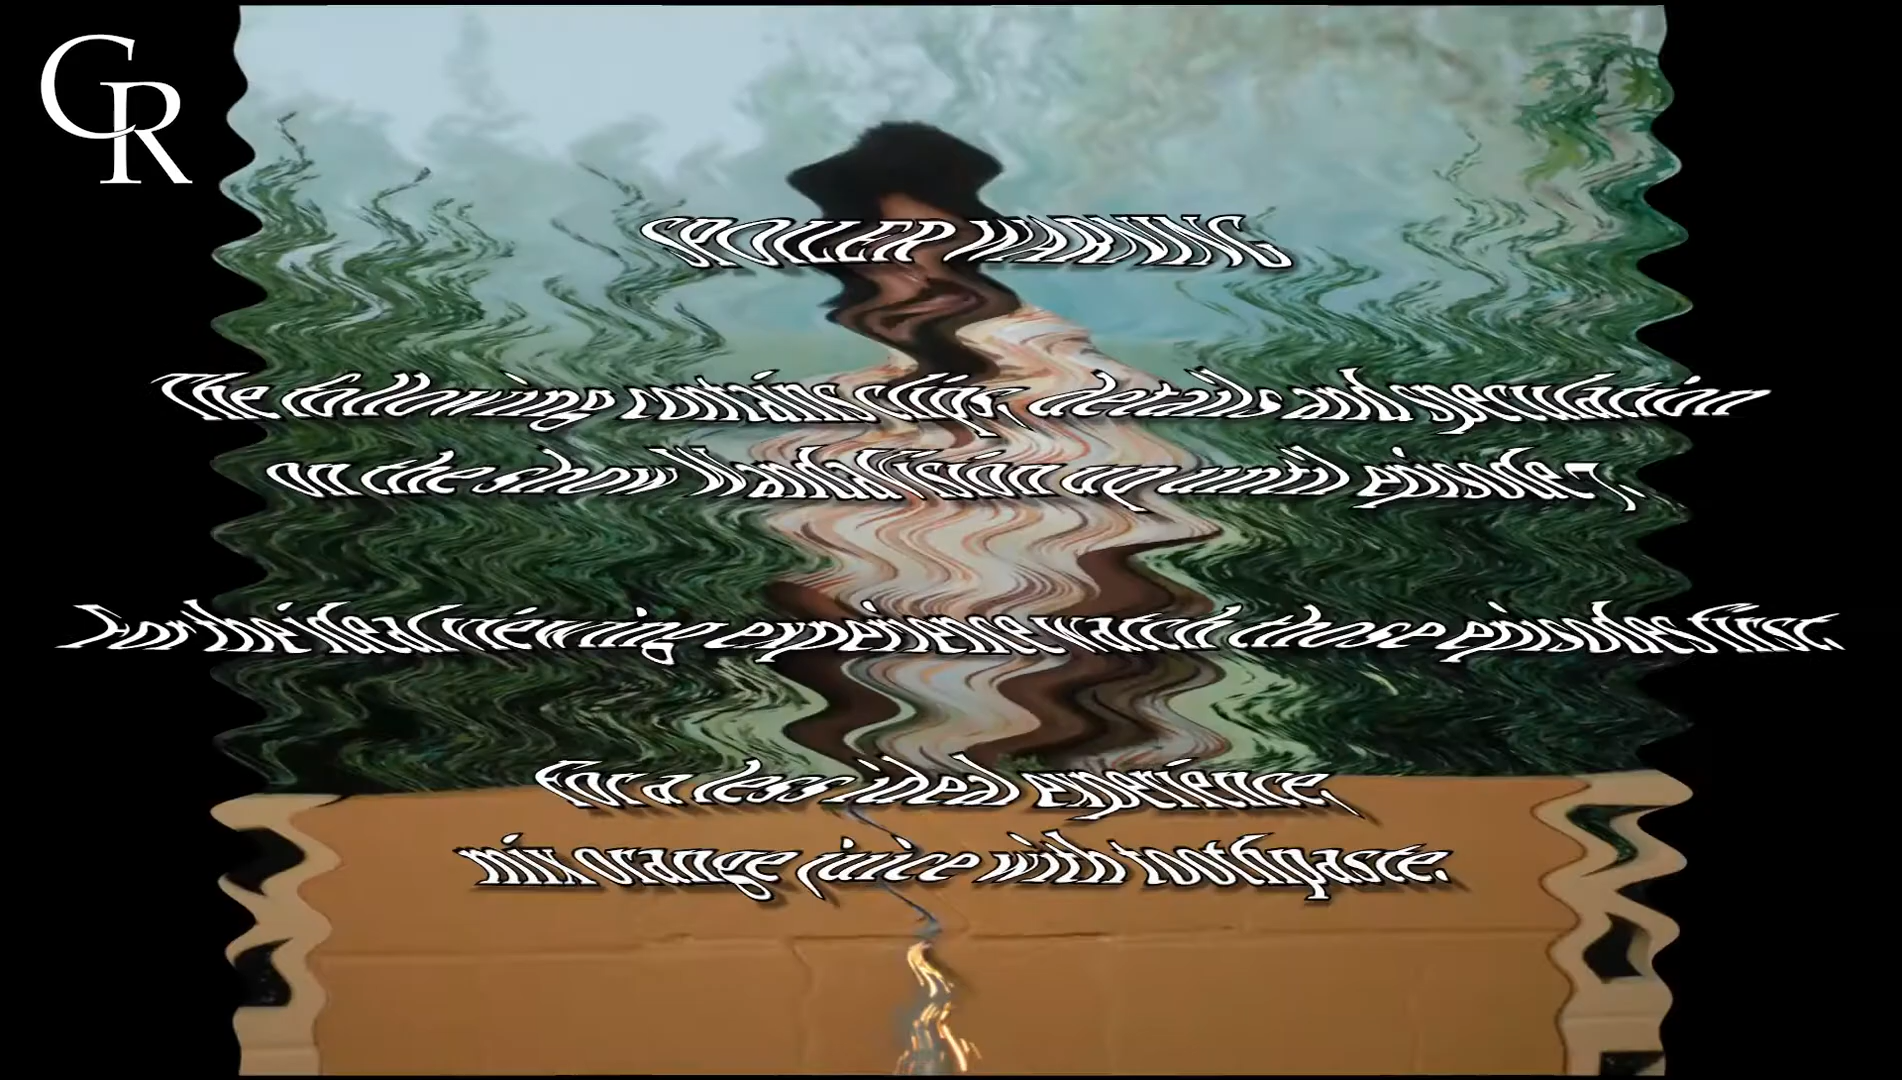 CR
SPOILER WARNING
The following contains clips, details and speculation
on the show WandaVision up until episode 7.
For the ideal viewing experience watch those episodes first.
For a less ideal experience,
mix orange juice with toothpaste.